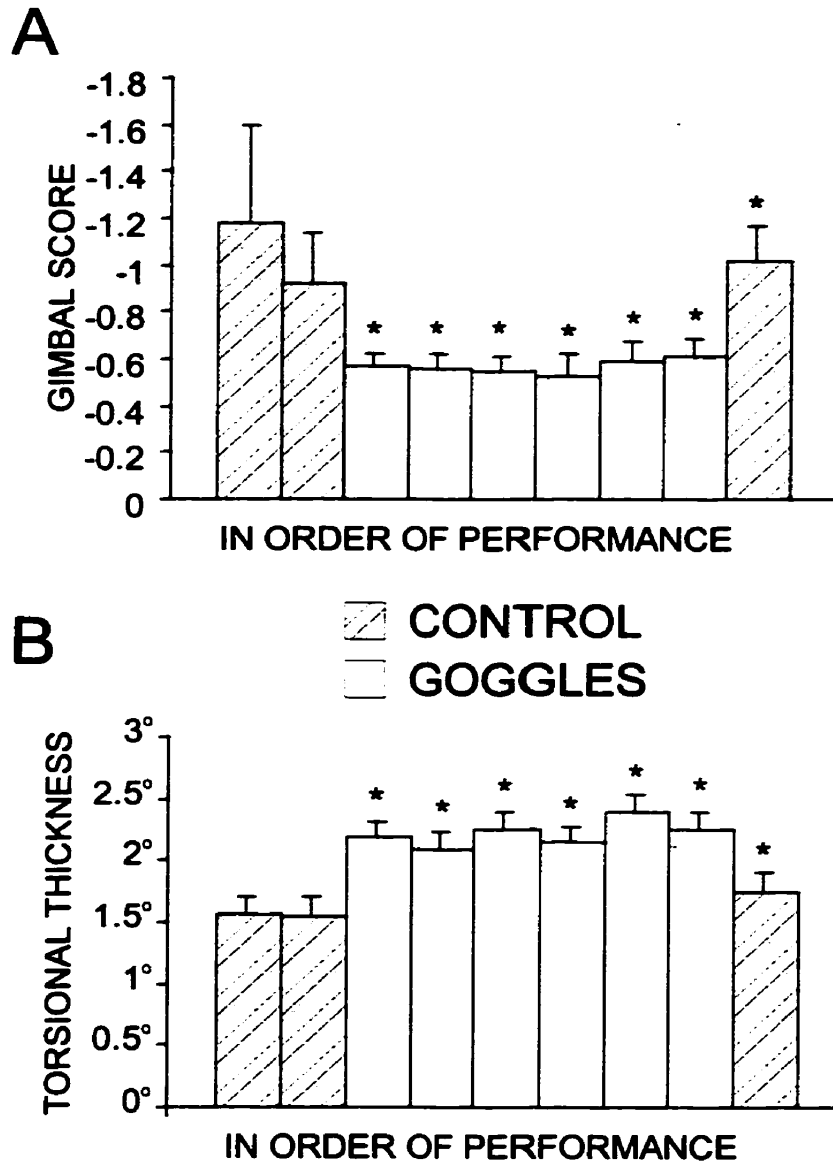 A
GIMBAL SCORE
-1.8
-1.6
-1.4
-1.2
-1
-0.8
-0.6
-0.4
-0.2
0
* * * * * * *
IN ORDER OF PERFORMANCE
CONTROL
GOGGLES
B
TORSIONAL THICKNESS
3°
2.5°
2°
1.5°
1°
0.5°
0°
* * * * * * *
IN ORDER OF PERFORMANCE